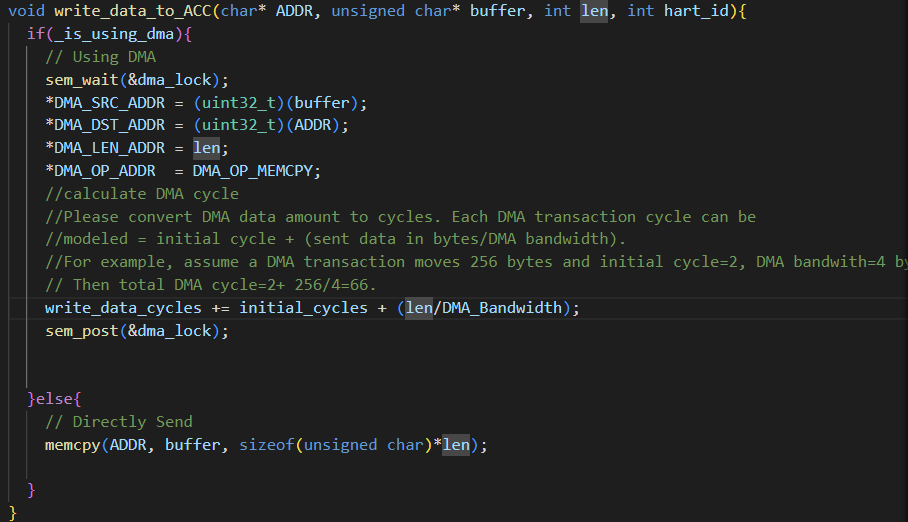 void write_data_to_ACC(char* ADDR, unsigned char* buffer, int len, int hart_id){
if(_is_using_dma){
// Using DMA
sem_wait(&dma_lock);
*DMA_SRC_ADDR = (uint32_t)(buffer);
*DMA_DST_ADDR = (uint32_t)(ADDR);
*DMA_LEN_ADDR = len;
*DMA_OP_ADDR  = DMA_OP_MEMCPY;
//calculate DMA cycle
//Please convert DMA data amount to cycles. Each DMA transaction cycle can be
//modeled = initial cycle + (sent data in bytes/DMA bandwidth).
//For example, assume a DMA transaction moves 256 bytes and initial cycle=2, DMA bandwith=4 by
// Then total DMA cycle=2+ 256/4=66.
write_data_cycles += initial_cycles + (len/DMA_Bandwidth);
sem_post(&dma_lock);
}else{
// Directly Send
memcpy(ADDR, buffer, sizeof(unsigned char)*len);
}
}